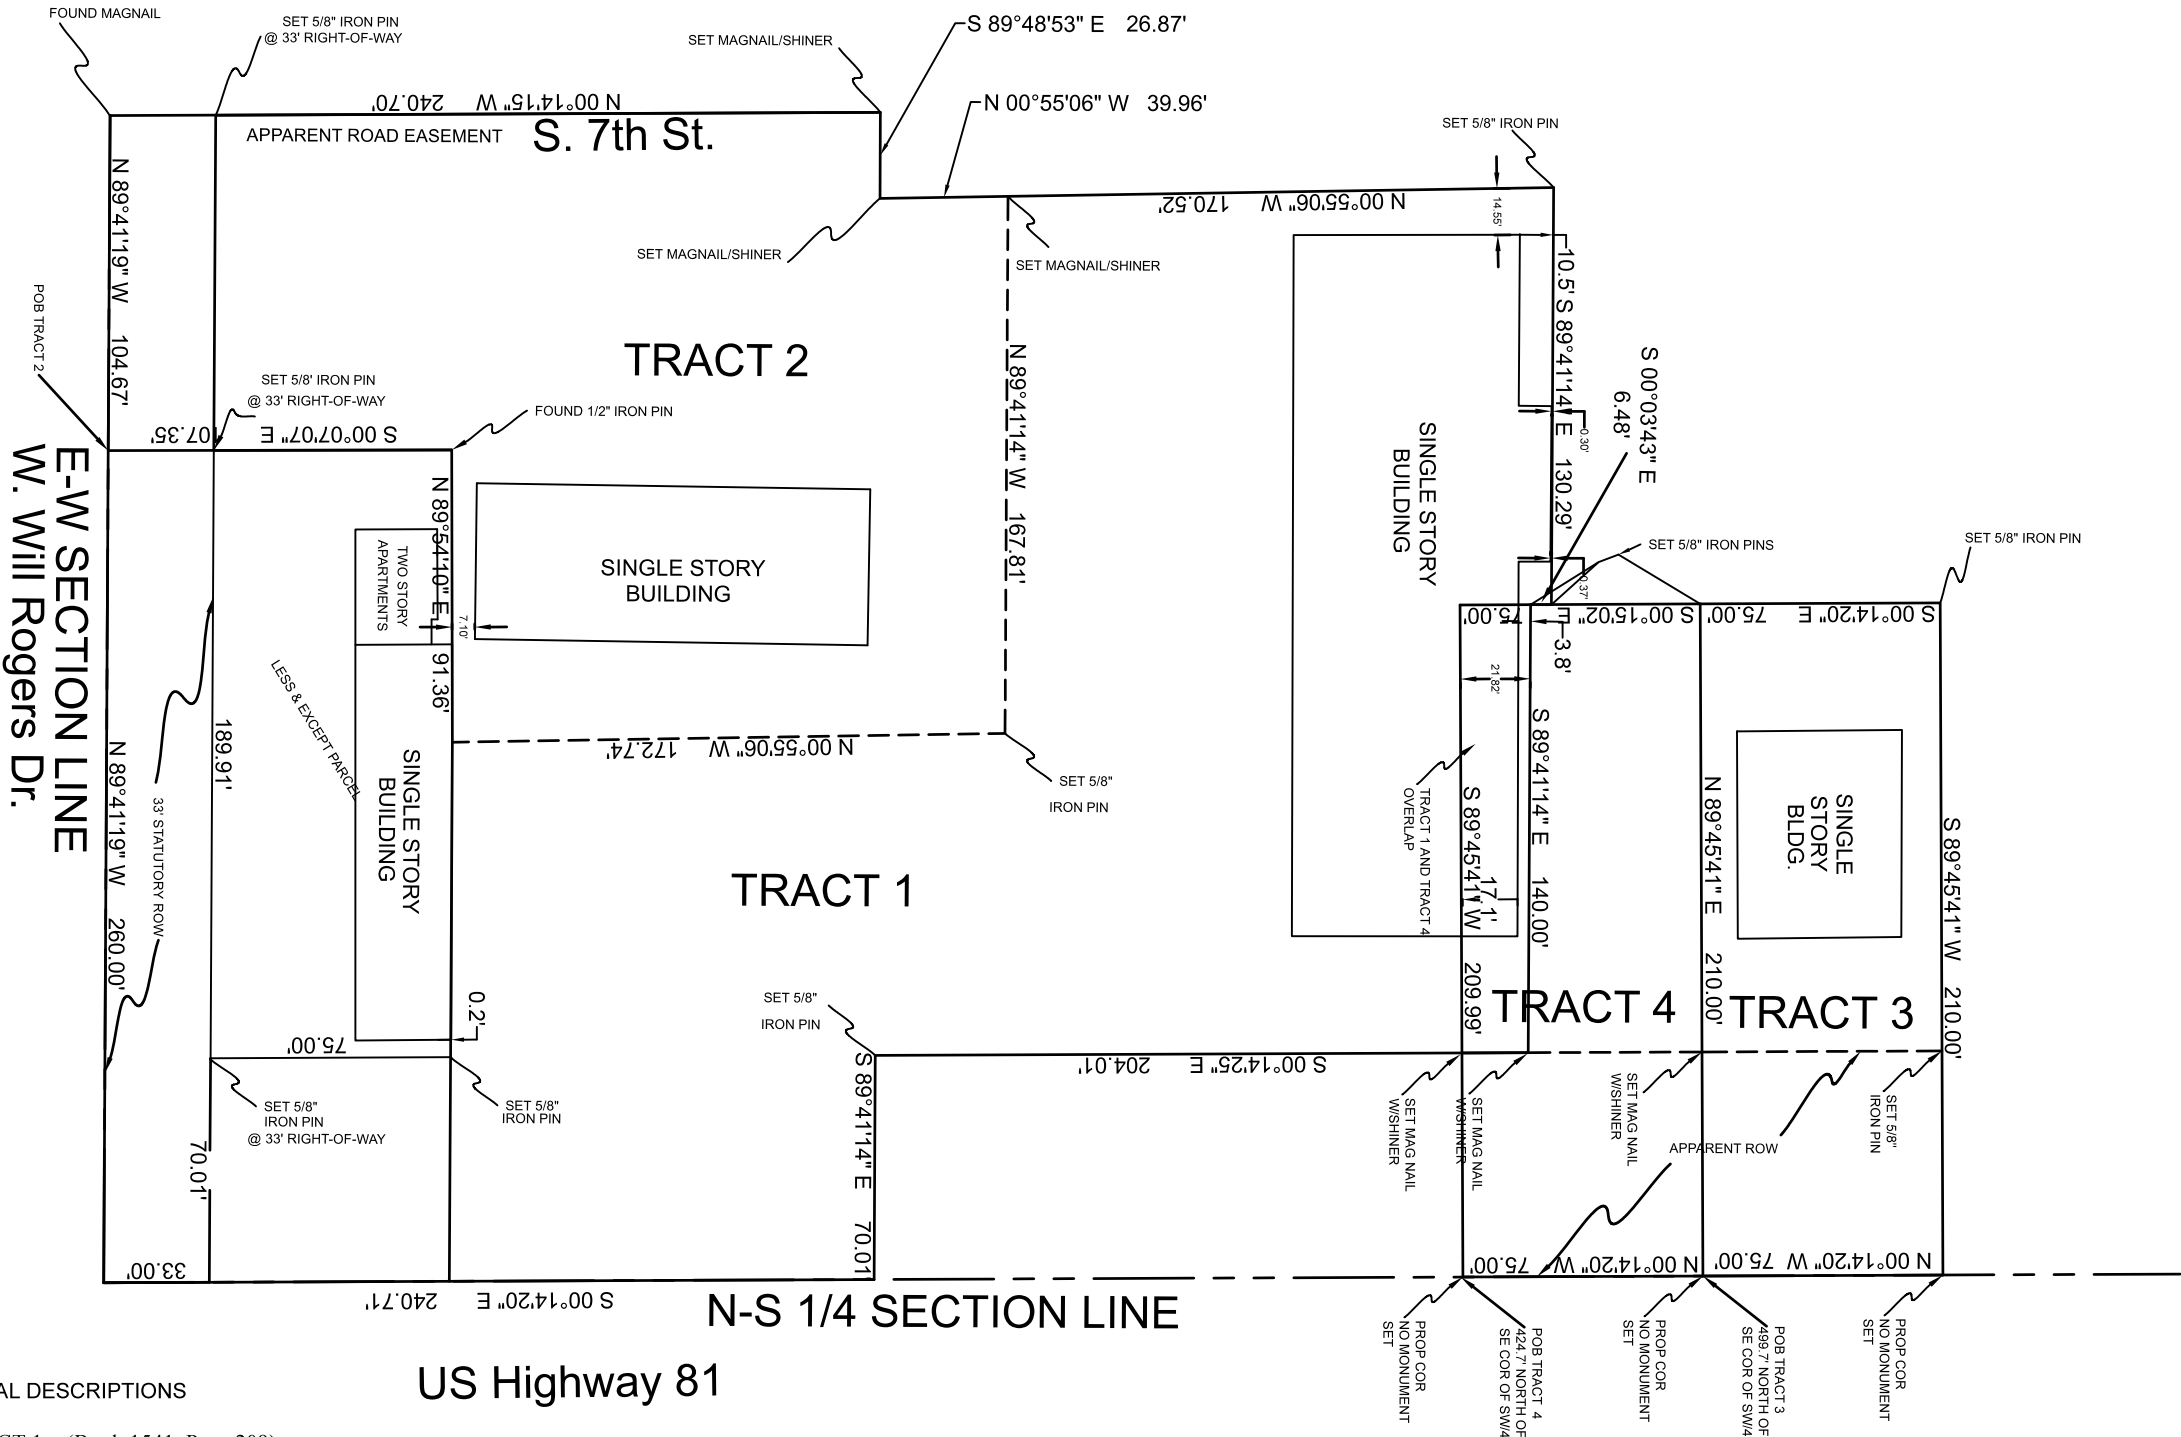 FOUND MAGNAIL
SET 5/8" IRON PIN
@ 33' RIGHT-OF-WAY
SET MAGNAIL/SHINER
S 89°48'53" E 26.87'
N 00°55'06" W 39.96'
SET 5/8" IRON PIN
N 00°14'15" W 240.70'
APPARENT ROAD EASEMENT
S. 7th St.
N 89°41'19" W 104.67'
N 00°55'06" W 170.52'
14.55'
SET MAGNAIL/SHINER
SET MAGNAIL/SHINER
10.5'
S 89°41'14" E 130.29'
POB TRACT 2
TRACT 2
N 89°41'14" W 167.81'
S 00°03'43" E
6.48'
SET 5/8' IRON PIN
@ 33' RIGHT-OF-WAY
FOUND 1/2" IRON PIN
S 00°07'07" E 107.35'
0.30'
SINGLE STORY
BUILDING
E-W SECTION LINE
W. Will Rogers Dr.
N 89°54'10" E 91.36'
TWO STORY
APARTMENTS
SINGLE STORY
BUILDING
7.10'
SET 5/8" IRON PINS
SET 5/8" IRON PIN
0.37'
75.00'
S 00°15'02" E
S 00°14'20" E 75.00'
3.8'
21.82'
LESS & EXCEPT PARCEL
189.91'
N 89°41'19" W 260.00'
33' STATUTORY ROW
SINGLE STORY
BUILDING
N 00°55'06" W 172.74'
SET 5/8"
IRON PIN
TRACT 1 AND TRACT 4
OVERLAP
S 89°45'41" W 209.99'
S 89°41'14" E 140.00'
17.1'
N 89°45'41" E 210.00'
SINGLE
STORY
BLDG.
S 89°45'41" W 210.00'
TRACT 1
TRACT 4
TRACT 3
0.2'
SET 5/8"
IRON PIN
75.00'
S 00°14'25" E 204.01'
S 89°41'14" E 70.01'
SET 5/8"
IRON PIN
@ 33' RIGHT-OF-WAY
SET 5/8"
IRON PIN
70.01'
SET MAG NAIL
W/SHINER
SET MAG NAIL
W/SHINER
SET MAG NAIL
W/SHINER
SET 5/8"
IRON PIN
APPARENT ROW
33.00'
S 00°14'20" E 240.71'
N-S 1/4 SECTION LINE
N 00°14'20" W 75.00'
N 00°14'20" W 75.00'
PROP COR
NO MONUMENT
SET
POB TRACT 4
424.7' NORTH OF
SE COR OF SW/4
PROP COR
NO MONUMENT
SET
POB TRACT 3
499.7' NORTH OF
SE COR OF SW/4
PROP COR
NO MONUMENT
SET
US Highway 81
AL DESCRIPTIONS